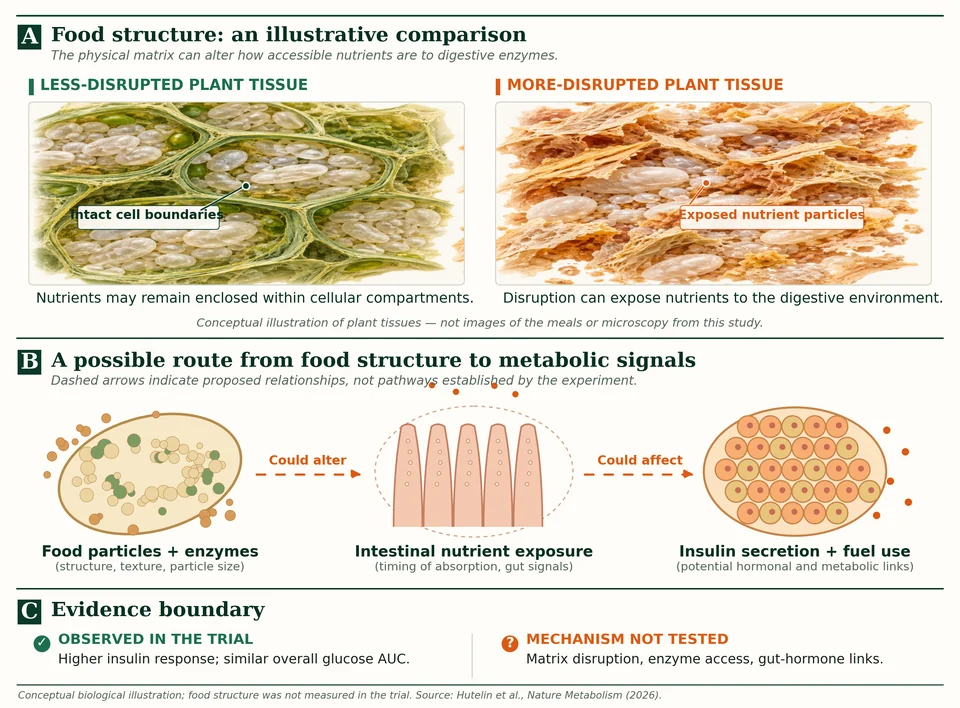 A Food structure: an illustrative comparison
The physical matrix can alter how accessible nutrients are to digestive enzymes.
LESS-DISRUPTED PLANT TISSUE
Intact cell boundaries
Nutrients may remain enclosed within cellular compartments.
MORE-DISRUPTED PLANT TISSUE
Exposed nutrient particles
Disruption can expose nutrients to the digestive environment.
Conceptual illustration of plant tissues — not images of the meals or microscopy from this study.
B A possible route from food structure to metabolic signals
Dashed arrows indicate proposed relationships, not pathways established by the experiment.
Could alter
Could affect
Food particles + enzymes
(structure, texture, particle size)
Intestinal nutrient exposure
(timing of absorption, gut signals)
Insulin secretion + fuel use
(potential hormonal and metabolic links)
C Evidence boundary
✓ OBSERVED IN THE TRIAL
Higher insulin response; similar overall glucose AUC.
? MECHANISM NOT TESTED
Matrix disruption, enzyme access, gut-hormone links.
Conceptual biological illustration; food structure was not measured in the trial. Source: Hutelin et al., Nature Metabolism (2026).